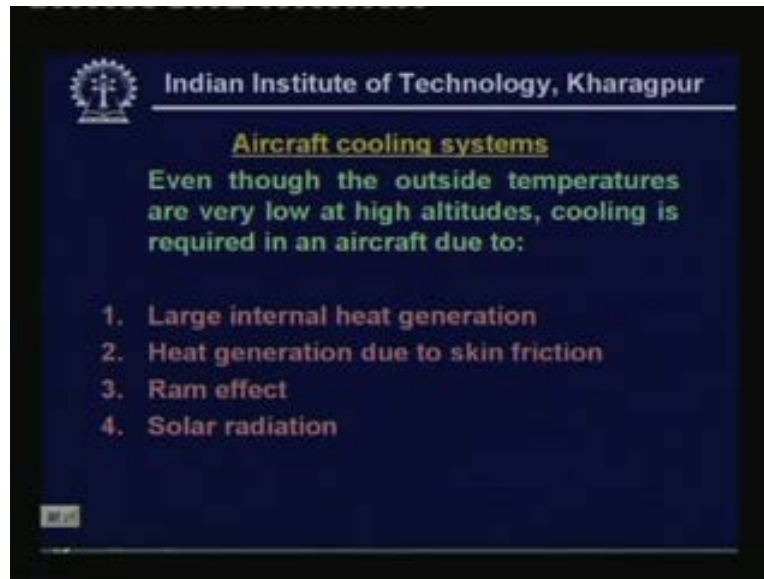 Indian Institute of Technology, Kharagpur
Aircraft cooling systems
Even though the outside temperatures
are very low at high altitudes, cooling is
required in an aircraft due to:
1. Large internal heat generation
2. Heat generation due to skin friction
3. Ram effect
4. Solar radiation